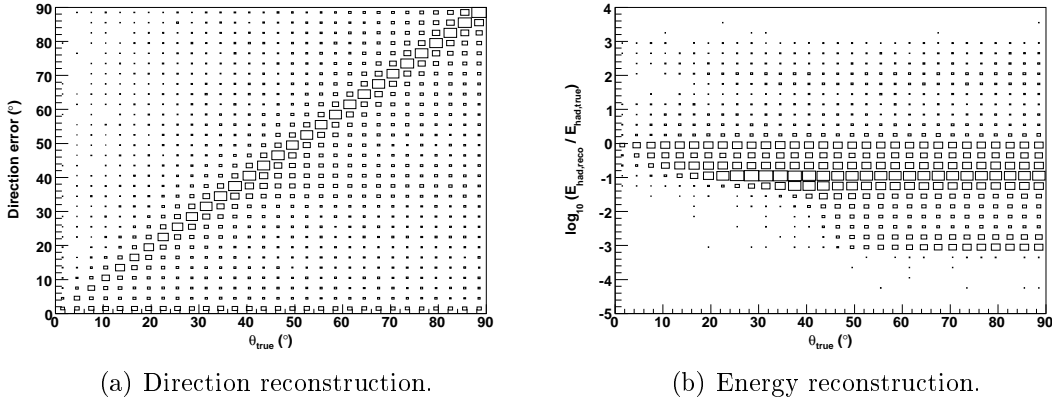 Direction error (°)
90
80
70
60
50
40
30
20
10
0
0 10 20 30 40 50 60 70 80 90
θtrue (°)
(a) Direction reconstruction.
log10 (Ehad,reco / Ehad,true)
4
3
2
1
0
-1
-2
-3
-4
-5
0 10 20 30 40 50 60 70 80 90
θtrue (°)
(b) Energy reconstruction.